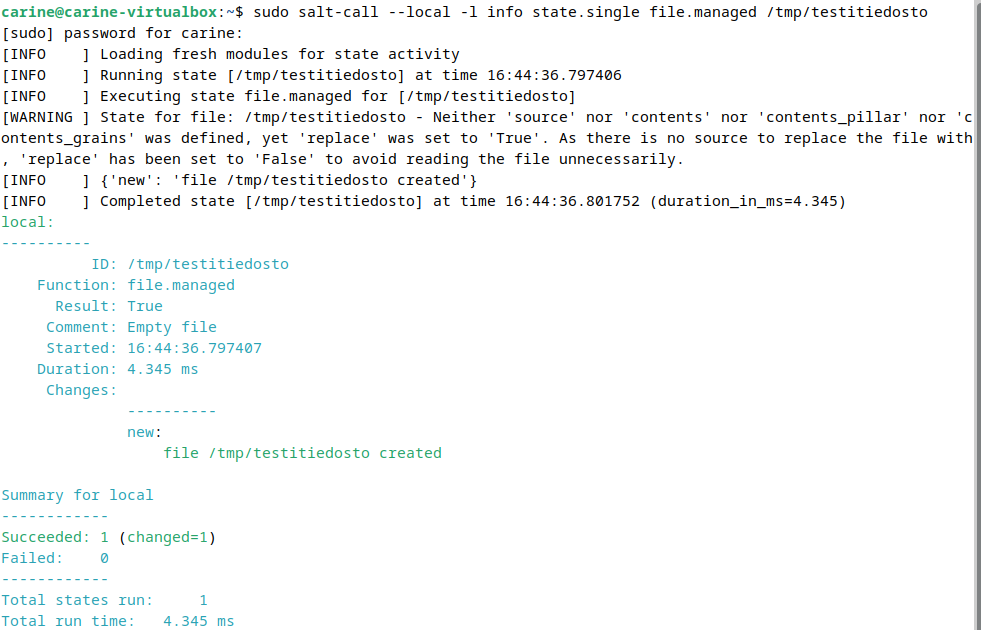 carine@carine-virtualbox:~$ sudo salt-call --local -l info state.single file.managed /tmp/testitiedosto
[sudo] password for carine:
[INFO    ] Loading fresh modules for state activity
[INFO    ] Running state [/tmp/testitiedosto] at time 16:44:36.797406
[INFO    ] Executing state file.managed for [/tmp/testitiedosto]
[WARNING ] State for file: /tmp/testitiedosto - Neither 'source' nor 'contents' nor 'contents_pillar' nor 'c
ontents_grains' was defined, yet 'replace' was set to 'True'. As there is no source to replace the file with
, 'replace' has been set to 'False' to avoid reading the file unnecessarily.
[INFO    ] {'new': 'file /tmp/testitiedosto created'}
[INFO    ] Completed state [/tmp/testitiedosto] at time 16:44:36.801752 (duration_in_ms=4.345)
local:
----------
          ID: /tmp/testitiedosto
    Function: file.managed
      Result: True
     Comment: Empty file
     Started: 16:44:36.797407
    Duration: 4.345 ms
     Changes:
              ----------
              new:
                  file /tmp/testitiedosto created

Summary for local
------------
Succeeded: 1 (changed=1)
Failed:    0
------------
Total states run:     1
Total run time:   4.345 ms